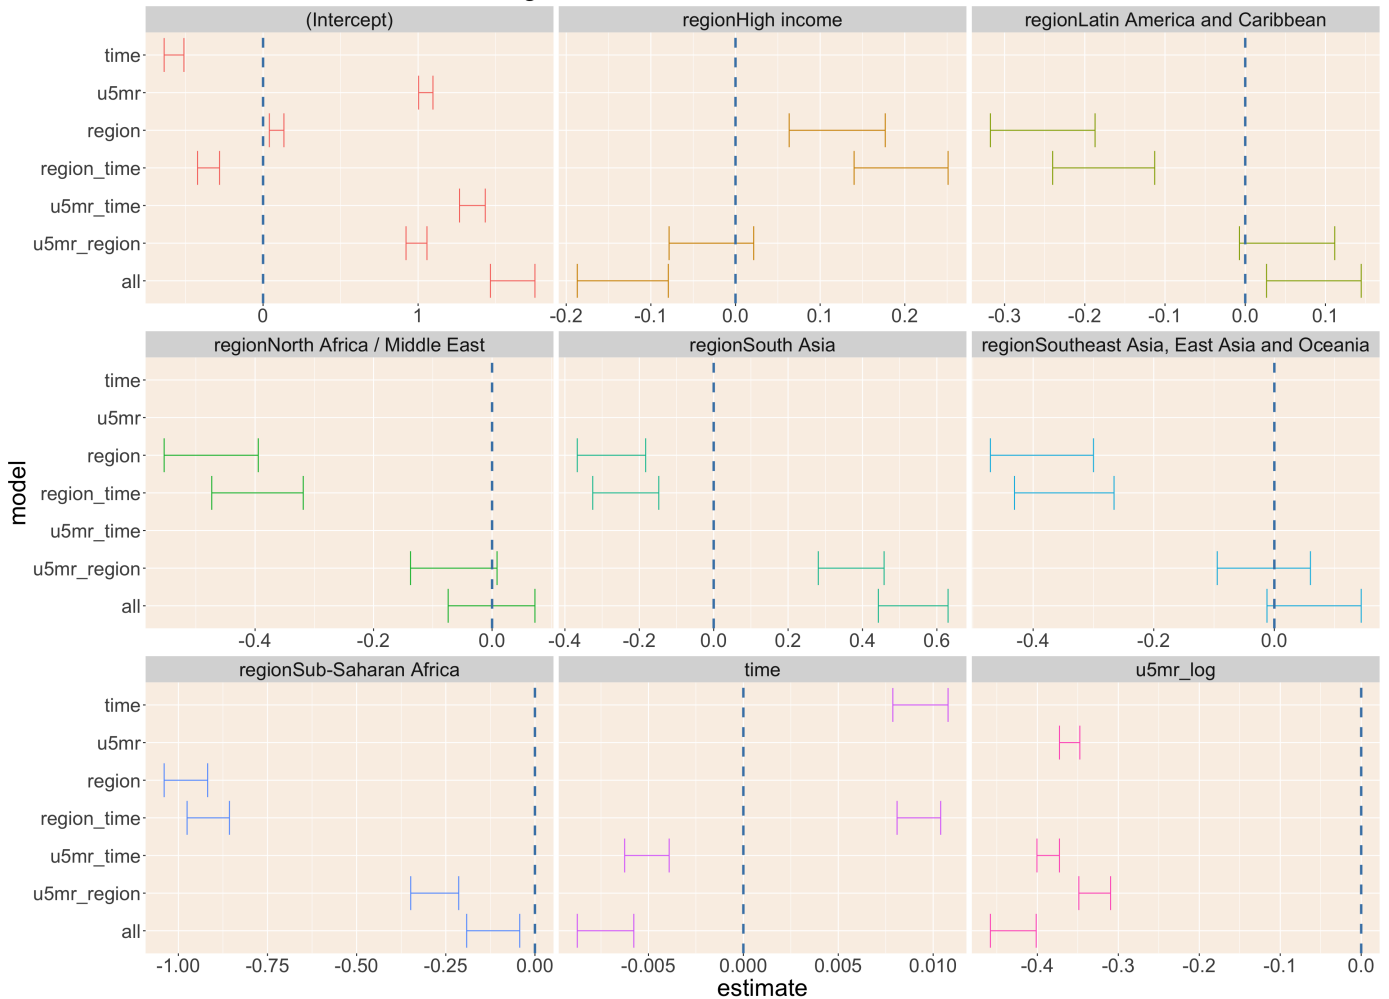 (Intercept)
regionHigh income
regionLatin America and Caribbean
time
u5mr
region
region_time
u5mr_time
u5mr_region
all
0 1
-0.2 -0.1 0.0 0.1 0.2
-0.3 -0.2 -0.1 0.0 0.1
regionNorth Africa / Middle East
regionSouth Asia
regionSoutheast Asia, East Asia and Oceania
time
u5mr
region
region_time
u5mr_time
u5mr_region
all
-0.4 -0.2 0.0
-0.4 -0.2 0.0 0.2 0.4 0.6
-0.4 -0.2 0.0
regionSub-Saharan Africa
time
u5mr_log
time
u5mr
region
region_time
u5mr_time
u5mr_region
all
-1.00 -0.75 -0.50 -0.25 0.00
-0.005 0.000 0.005 0.010
-0.4 -0.3 -0.2 -0.1 0.0
model
estimate